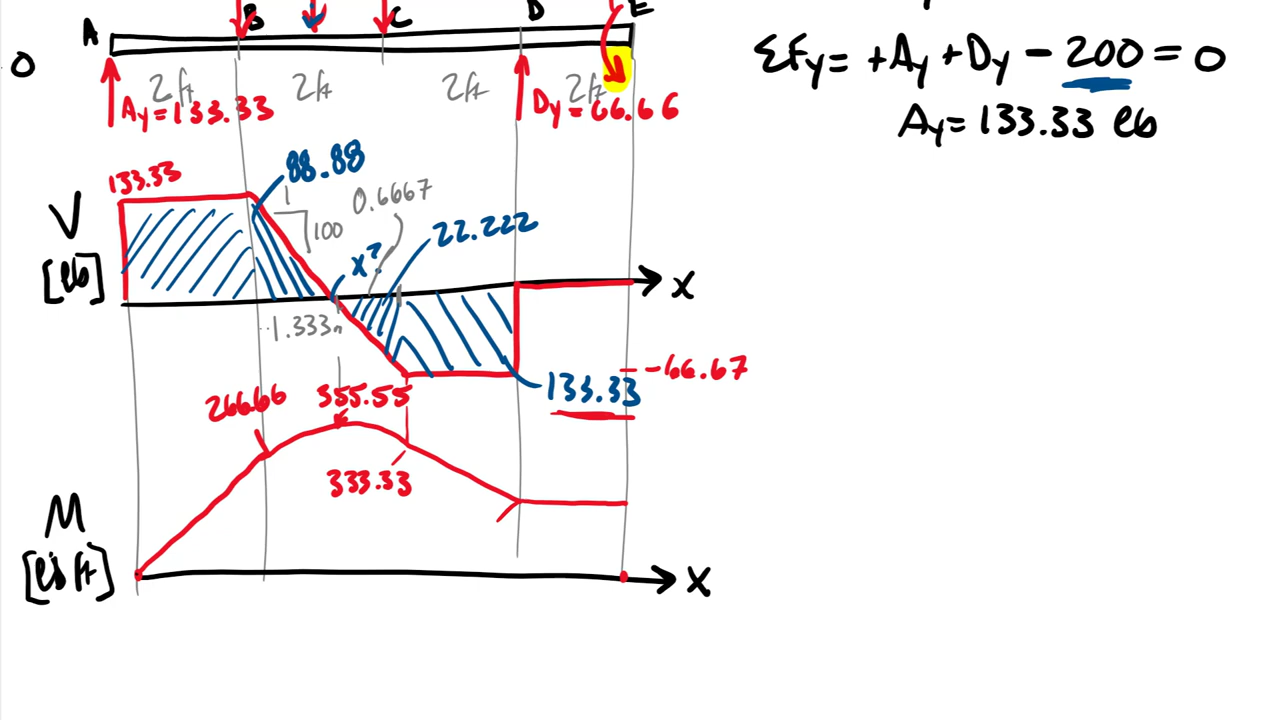 A B C D E
0
2ft 2ft 2ft 2ft
Ay=133.33 Dy=66.66
ΣFy= +Ay +Dy - 200 = 0
Ay= 133.33 lb
133.33
88.88
1
100
0.6667
22.222
x?
V
[lb]
x
1.333
-66.67
133.33
266.66 355.55
333.33
M
[lb ft]
x